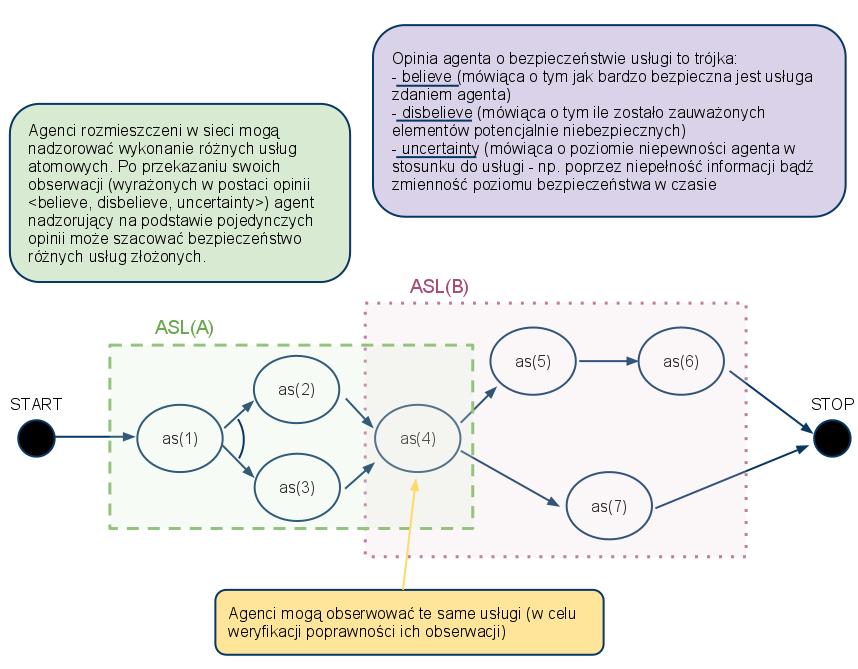 Opinia agenta o bezpieczeństwie usługi to trójka:
- believe (mówiąca o tym jak bardzo bezpieczna jest usługa
zdaniem agenta)
- disbelieve (mówiąca o tym ile zostało zauważonych
elementów potencjalnie niebezpiecznych)
- uncertainty (mówiąca o poziomie niepewności agenta w
stosunku do usługi - np. poprzez niepełność informacji bądź
zmienność poziomu bezpieczeństwa w czasie
Agenci rozmieszczeni w sieci mogą
nadzorować wykonanie różnych usług
atomowych. Po przekazaniu swoich
obserwacji (wyrażonych w postaci opinii
<believe, disbelieve, uncertainty>) agent
nadzorujący na podstawie pojedynczych
opinii może szacować bezpieczeństwo
różnych usług złożonych.
ASL(B)
ASL(A)
START
as(1)
as(2)
as(3)
as(4)
as(5)
as(6)
as(7)
STOP
Agenci mogą obserwować te same usługi (w celu
weryfikacji poprawności ich obserwacji)